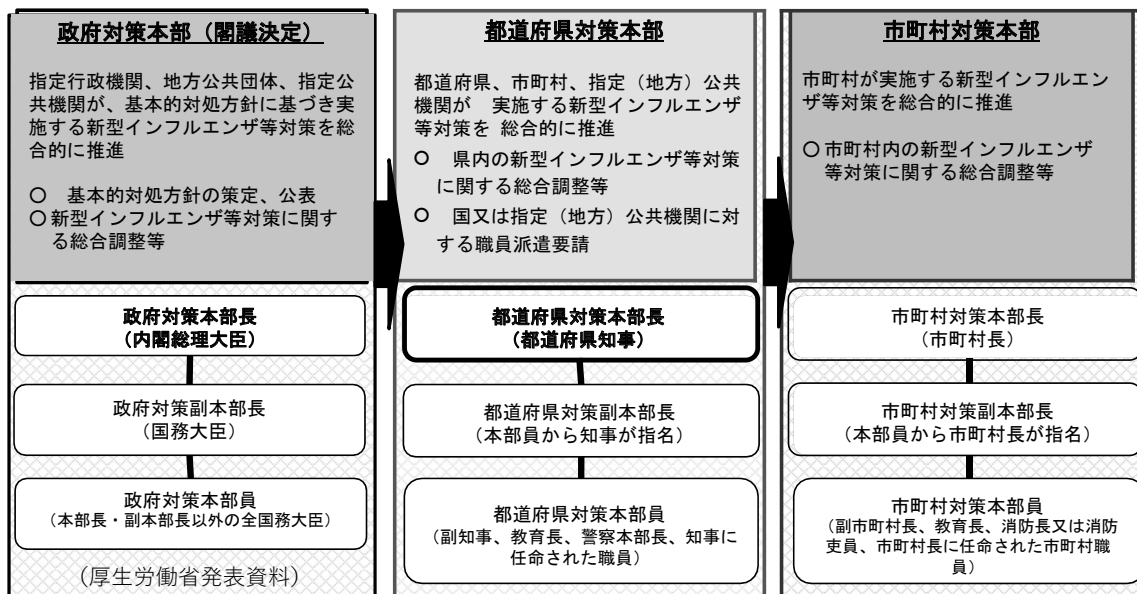 政府対策本部（閣議決定）
指定行政機関、地方公共団体、指定公
共機関が、基本的対処方針に基づき実
施する新型インフルエンザ等対策を総
合的に推進
○ 基本的対処方針の策定、公表
○新型インフルエンザ等対策に関す
る総合調整等
政府対策本部長
（内閣総理大臣）
政府対策副本部長
（国務大臣）
政府対策本部員
（本部長・副本部長以外の全国務大臣）
(厚生労働省発表資料)
都道府県対策本部
都道府県、市町村、指定（地方）公共
機関が 実施する新型インフルエンザ
等対策を 総合的に推進
○ 県内の新型インフルエンザ等対策
に関する総合調整等
○ 国又は指定（地方）公共機関に対
する職員派遣要請
都道府県対策本部長
（都道府県知事）
都道府県対策副本部長
（本部員から知事が指名）
都道府県対策本部員
（副知事、教育長、警察本部長、知事に
任命された職員）
市町村対策本部
市町村が実施する新型インフルエン
ザ等対策を総合的に推進
○市町村内の新型インフルエンザ
等対策に関する総合調整等
市町村対策本部長
（市町村長）
市町村対策副本部長
（本部員から市町村長が指名）
市町村対策本部員
（副市町村長、教育長、消防長又は消防
吏員、市町村長に任命された市町村職
員）